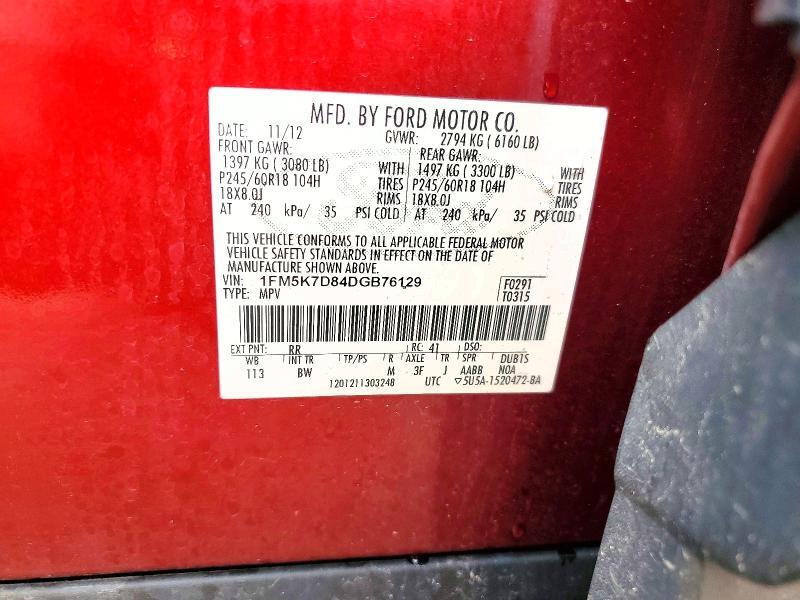 MFD. BY FORD MOTOR CO.
DATE: 11/12 GVWR: 2794 KG ( 6160 LB)
FRONT GAWR: REAR GAWR:
1397 KG ( 3080 LB) WITH 1497 KG ( 3300 LB) WITH
P245/60R18 104H TIRES P245/60R18 104H TIRES
18X8.0J RIMS 18X8.0J RIMS
AT 240 kPa/ 35 PSI COLD AT 240 kPa/ 35 PSI COLD
THIS VEHICLE CONFORMS TO ALL APPLICABLE FEDERAL MOTOR
VEHICLE SAFETY STANDARDS IN EFFECT ON THE DATE OF
MANUFACTURE SHOWN ABOVE.
VIN: 1FM5K7D84DGB76129 F0291
TYPE: MPV T0315
EXT PNT: RR RC: 41 DSO:
WB INT TR TP/PS R AXLE TR SPR DUB1S
113 BW M 3F J AABB N0A
1201211303248 UTC ▽5U5A-1520472-BA